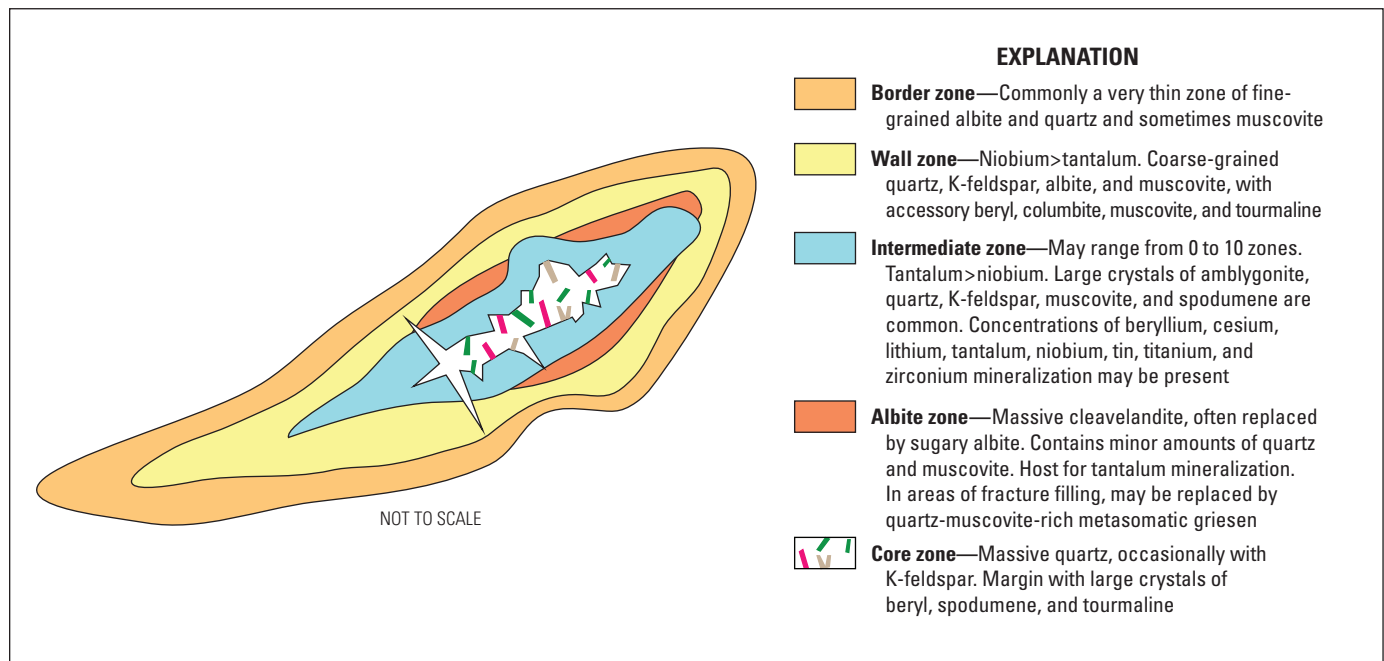 EXPLANATION
Border zone—Commonly a very thin zone of fine-
grained albite and quartz and sometimes muscovite
Wall zone—Niobium>tantalum. Coarse-grained
quartz, K-feldspar, albite, and muscovite, with
accessory beryl, columbite, muscovite, and tourmaline
Intermediate zone—May range from 0 to 10 zones.
Tantalum>niobium. Large crystals of amblygonite,
quartz, K-feldspar, muscovite, and spodumene are
common. Concentrations of beryllium, cesium,
lithium, tantalum, niobium, tin, titanium, and
zirconium mineralization may be present
Albite zone—Massive cleavelandite, often replaced
by sugary albite. Contains minor amounts of quartz
and muscovite. Host for tantalum mineralization.
In areas of fracture filling, may be replaced by
quartz-muscovite-rich metasomatic griesen
Core zone—Massive quartz, occasionally with
K-feldspar. Margin with large crystals of
beryl, spodumene, and tourmaline
NOT TO SCALE